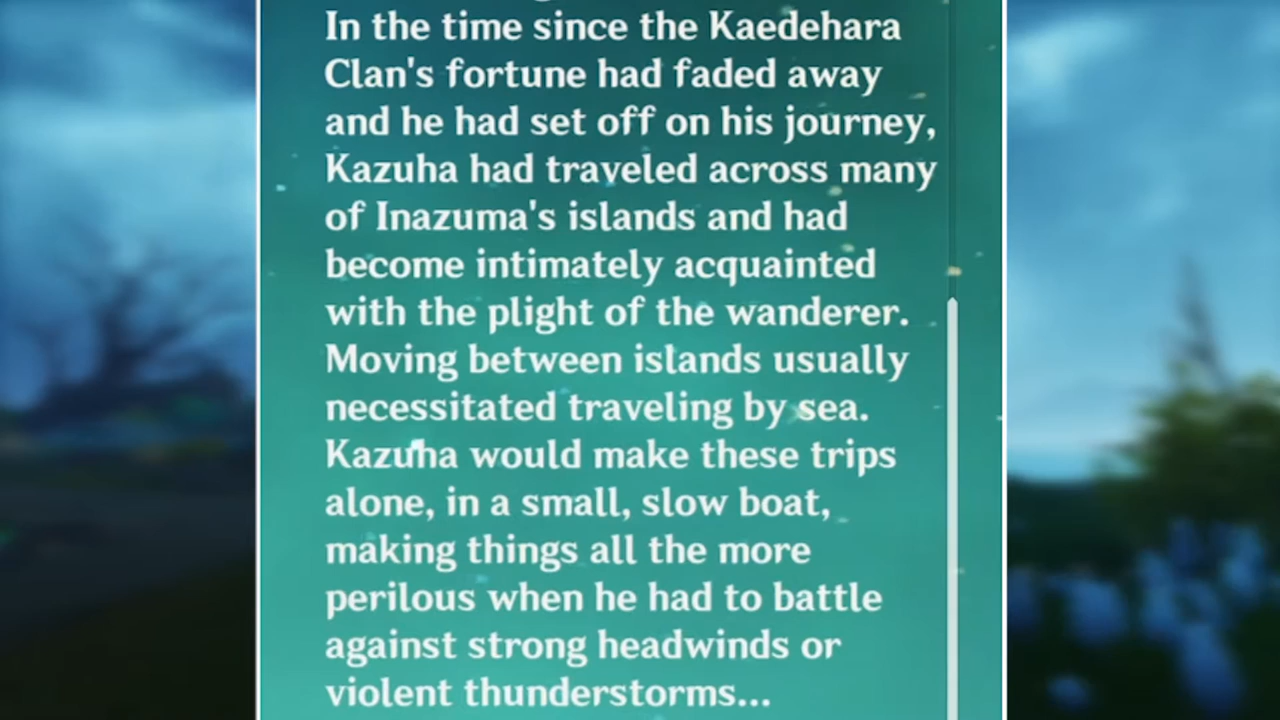 In the time since the Kaedehara
Clan's fortune had faded away
and he had set off on his journey,
Kazuha had traveled across many
of Inazuma's islands and had
become intimately acquainted
with the plight of the wanderer.
Moving between islands usually
necessitated traveling by sea.
Kazuha would make these trips
alone, in a small, slow boat,
making things all the more
perilous when he had to battle
against strong headwinds or
violent thunderstorms...